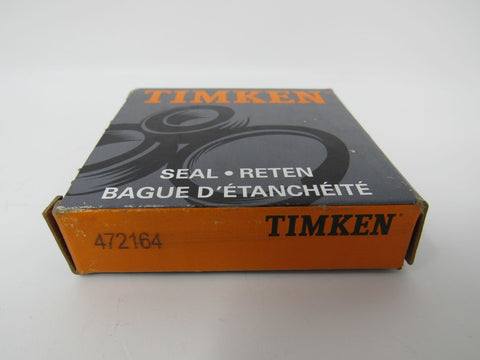 TIMKEN
SEAL • RETEN
BAGUE D'ÉTANCHÉITÉ
472164
TIMKEN